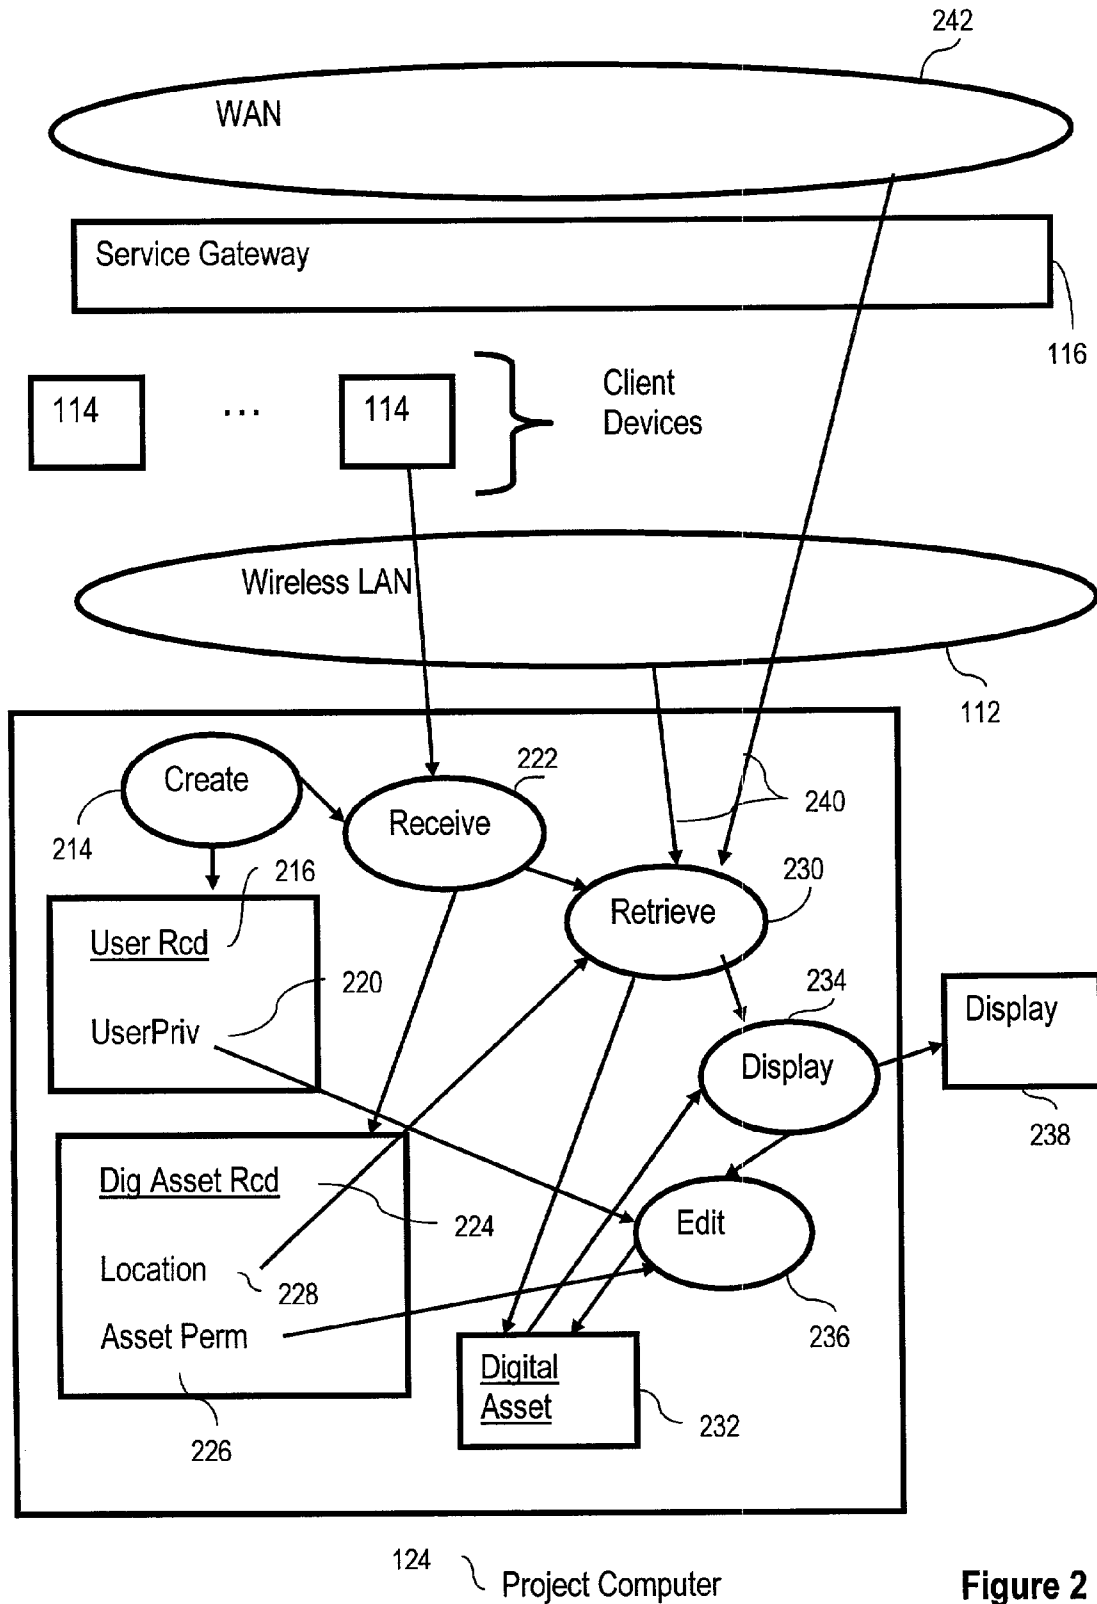 242
WAN
Service Gateway
116
114
...
114
Client
Devices
Wireless LAN
112
Create
214
222
Receive
240
216
230
User Rcd
Retrieve
220
UserPriv
234
Display
Display
238
Dig Asset Rcd
224
Edit
Location
228
Asset Perm
236
226
Digital
Asset
232
124
Project Computer
Figure 2